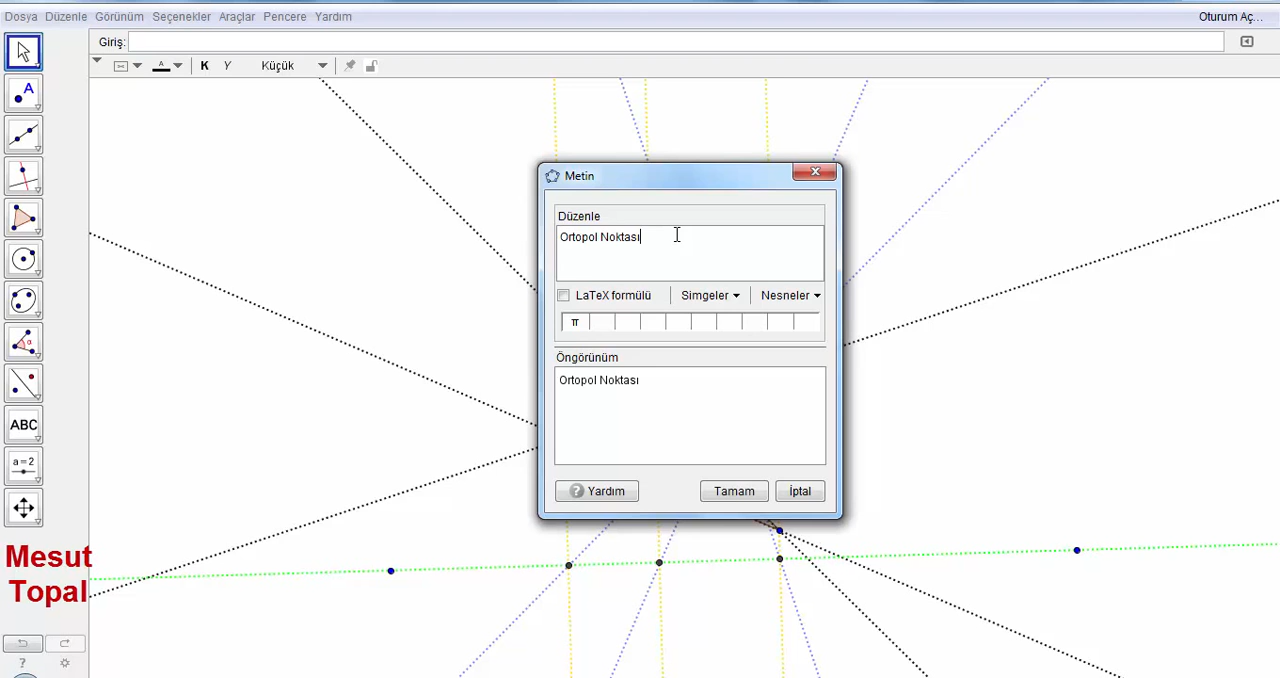 Dosya Düzenle Görünüm Seçenekler Araçlar Pencere Yardım Oturum Aç...
Giriş:
K Y Küçük
A
ABC
a=2
Metin
Düzenle
Ortopol Noktası
LaTeX formülü Simgeler Nesneler
π
Öngörünüm
Ortopol Noktası
? Yardım Tamam İptal
Mesut
Topal
?